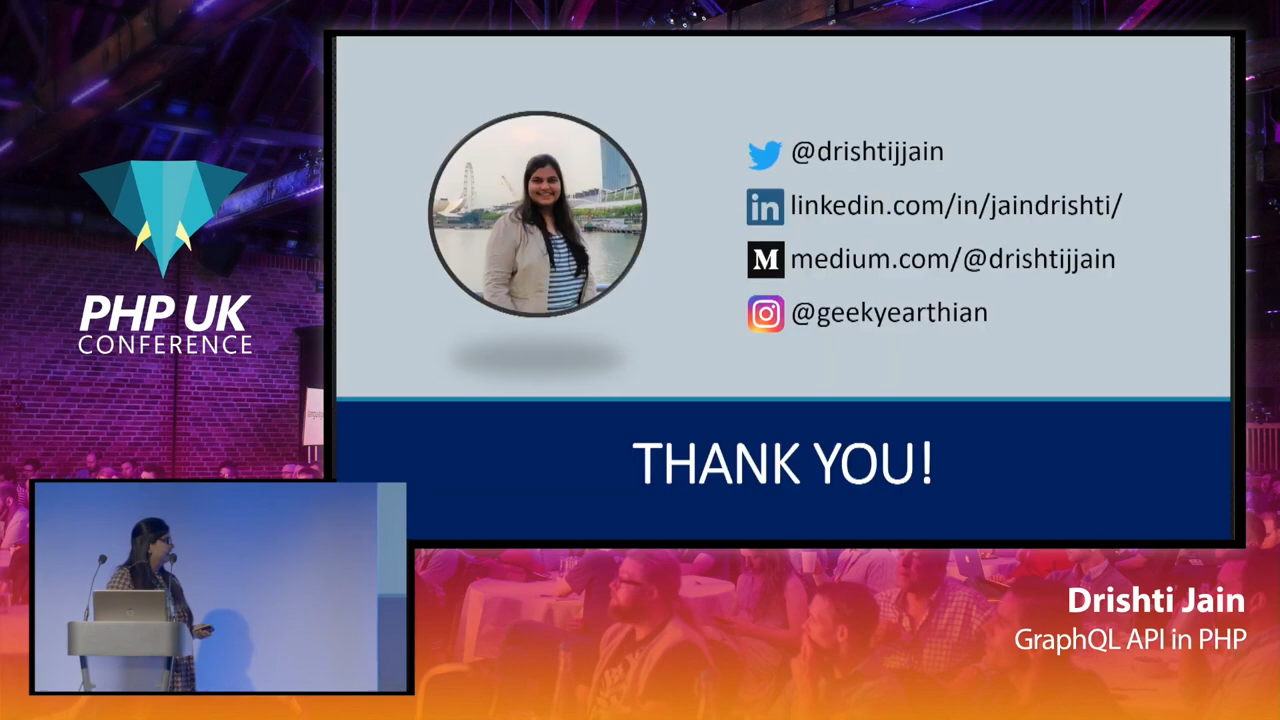 @drishtijjain
linkedin.com/in/jaindrishti/
medium.com/@drishtijjain
@geekyearthian
THANK YOU!
PHP UK
CONFERENCE
Drishti Jain
GraphQL API in PHP